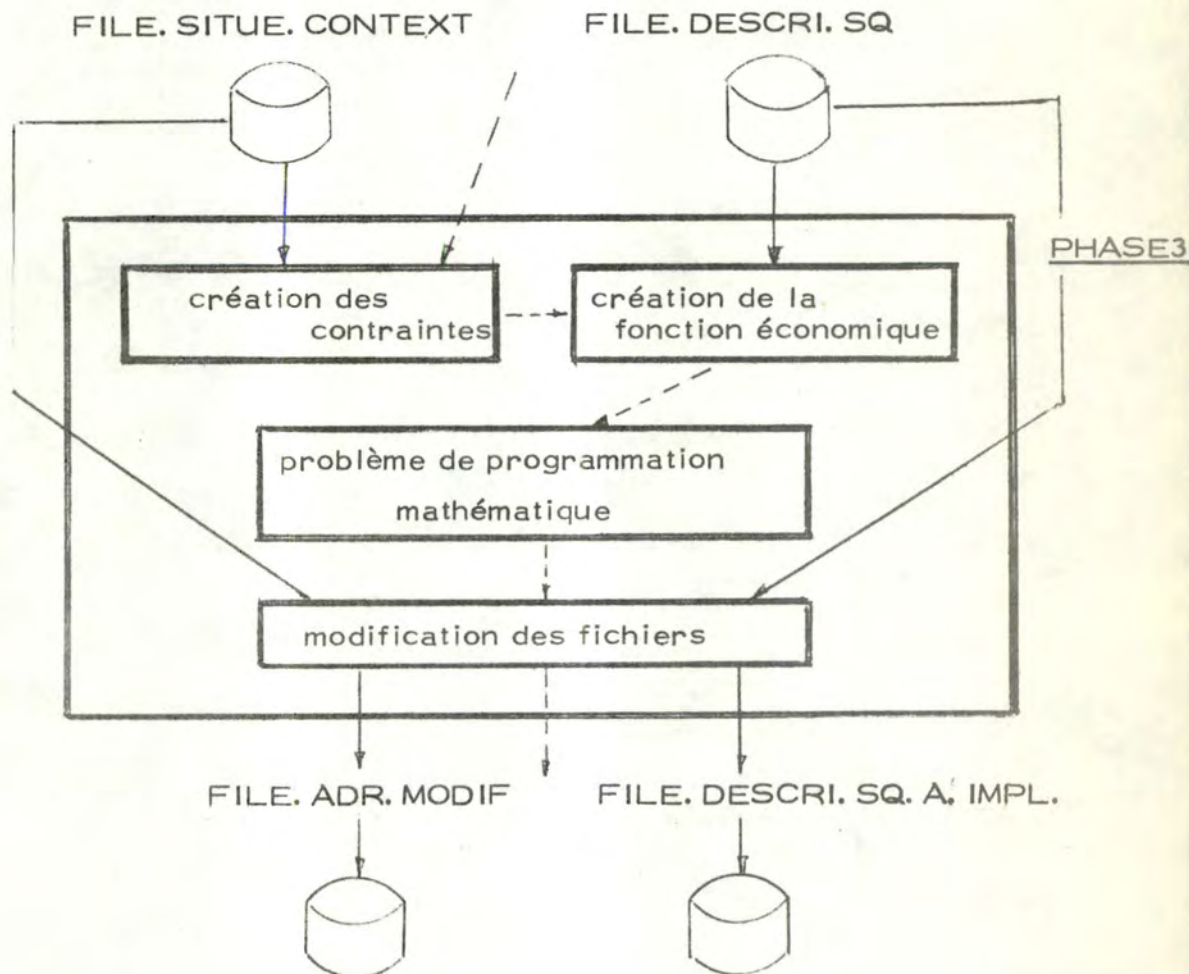 FILE. SITUE. CONTEXT
FILE. DESCRI. SQ
PHASE3
création des
contraintes
création de la
fonction économique
problème de programmation
mathématique
modification des fichiers
FILE. ADR. MODIF
FILE. DESCRI. SQ. A. IMPL.